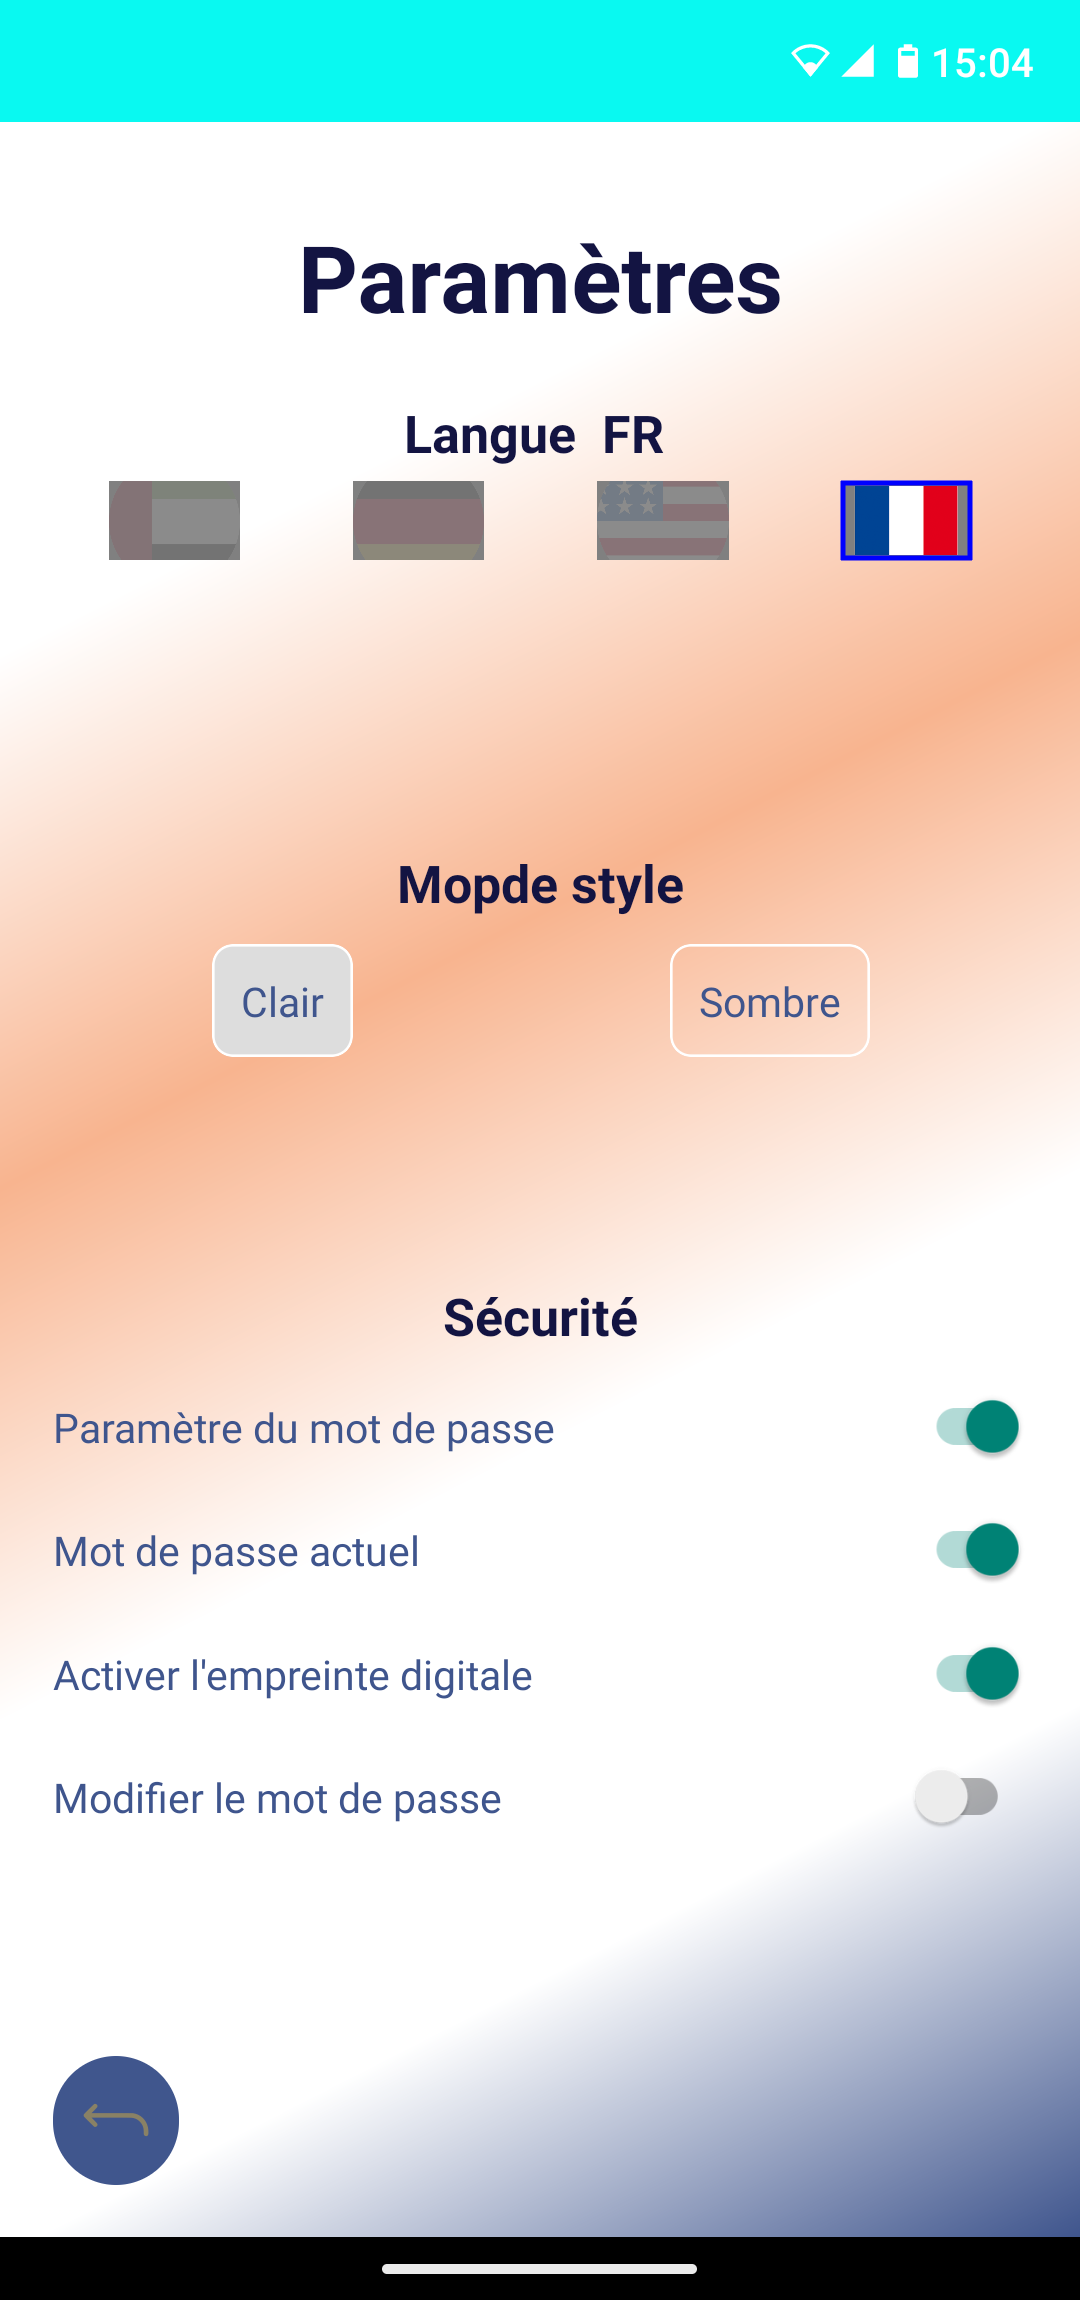 15:04
Paramètres
Langue FR
Mopde style
Clair
Sombre
Sécurité
Paramètre du mot de passe
Mot de passe actuel
Activer l'empreinte digitale
Modifier le mot de passe